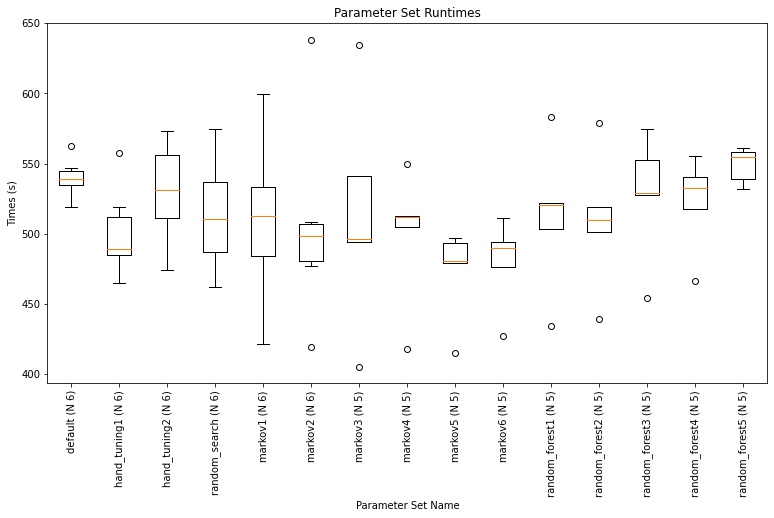 Parameter Set Runtimes
650
600
550
500
450
400
Times (s)
default (N 6)
hand_tuning1 (N 6)
hand_tuning2 (N 6)
random_search (N 6)
markov1 (N 6)
markov2 (N 6)
markov3 (N 5)
markov4 (N 5)
markov5 (N 5)
markov6 (N 5)
random_forest1 (N 5)
random_forest2 (N 5)
random_forest3 (N 5)
random_forest4 (N 5)
random_forest5 (N 5)
Parameter Set Name